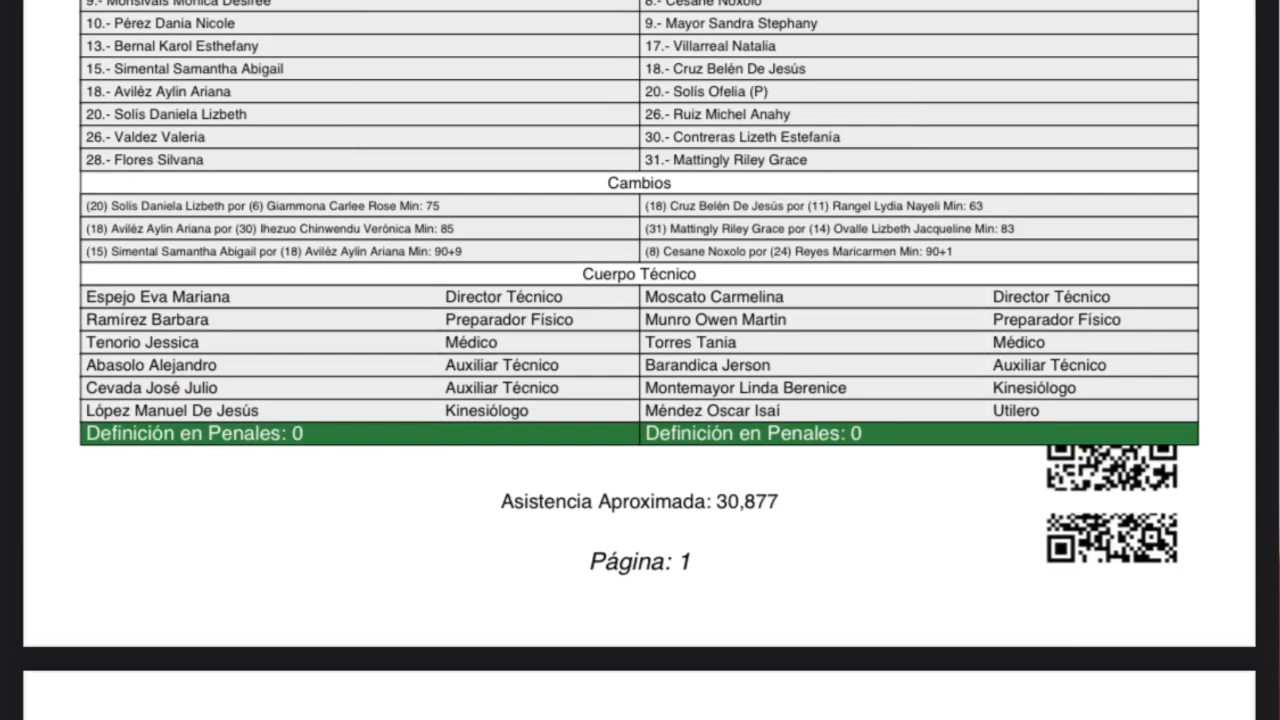 9.- Monsivais Mónica Desireé 8.- Cesane Noxolo
10.- Pérez Dania Nicole 9.- Mayor Sandra Stephany
13.- Bernal Karol Esthefany 17.- Villarreal Natalia
15.- Simental Samantha Abigail 18.- Cruz Belén De Jesús
18.- Aviléz Aylin Ariana 20.- Solís Ofelia (P)
20.- Solís Daniela Lizbeth 26.- Ruiz Michel Anahy
26.- Valdez Valeria 30.- Contreras Lizeth Estefanía
28.- Flores Silvana 31.- Mattingly Riley Grace
Cambios
(20) Solís Daniela Lizbeth por (6) Giammona Carlee Rose Min: 75 (18) Cruz Belén De Jesús por (11) Rangel Lydia Nayeli Min: 63
(18) Aviléz Aylin Ariana por (30) Ihezuo Chinwendu Verónica Min: 85 (31) Mattingly Riley Grace por (14) Ovalle Lizbeth Jacqueline Min: 83
(15) Simental Samantha Abigail por (18) Aviléz Aylin Ariana Min: 90+9 (8) Cesane Noxolo por (24) Reyes Maricarmen Min: 90+1
Cuerpo Técnico
Espejo Eva Mariana Director Técnico Moscato Carmelina Director Técnico
Ramírez Barbara Preparador Físico Munro Owen Martin Preparador Físico
Tenorio Jessica Médico Torres Tania Médico
Abasolo Alejandro Auxiliar Técnico Barandica Jerson Auxiliar Técnico
Cevada José Julio Auxiliar Técnico Montemayor Linda Berenice Kinesiólogo
López Manuel De Jesús Kinesiólogo Méndez Oscar Isaí Utilero
Definición en Penales: 0 Definición en Penales: 0
Asistencia Aproximada: 30,877
Página: 1